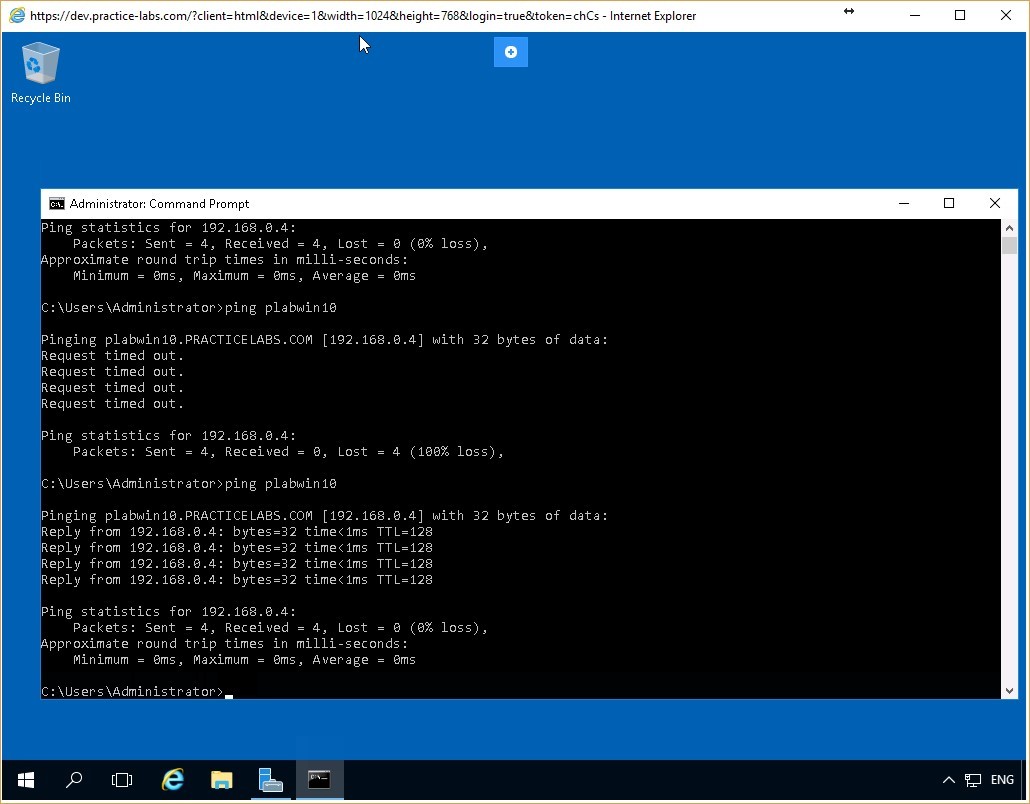 https://dev.practice-labs.com/?client=html&device=1&width=1024&height=768&login=true&token=chCs - Internet Explorer
Recycle Bin
Administrator: Command Prompt
Ping statistics for 192.168.0.4:
    Packets: Sent = 4, Received = 4, Lost = 0 (0% loss),
Approximate round trip times in milli-seconds:
    Minimum = 0ms, Maximum = 0ms, Average = 0ms
C:\Users\Administrator>ping plabwin10
Pinging plabwin10.PRACTICELABS.COM [192.168.0.4] with 32 bytes of data:
Request timed out.
Request timed out.
Request timed out.
Request timed out.
Ping statistics for 192.168.0.4:
    Packets: Sent = 4, Received = 0, Lost = 4 (100% loss),
C:\Users\Administrator>ping plabwin10
Pinging plabwin10.PRACTICELABS.COM [192.168.0.4] with 32 bytes of data:
Reply from 192.168.0.4: bytes=32 time<1ms TTL=128
Reply from 192.168.0.4: bytes=32 time<1ms TTL=128
Reply from 192.168.0.4: bytes=32 time<1ms TTL=128
Reply from 192.168.0.4: bytes=32 time<1ms TTL=128
Ping statistics for 192.168.0.4:
    Packets: Sent = 4, Received = 4, Lost = 0 (0% loss),
Approximate round trip times in milli-seconds:
    Minimum = 0ms, Maximum = 0ms, Average = 0ms
C:\Users\Administrator>_
ENG